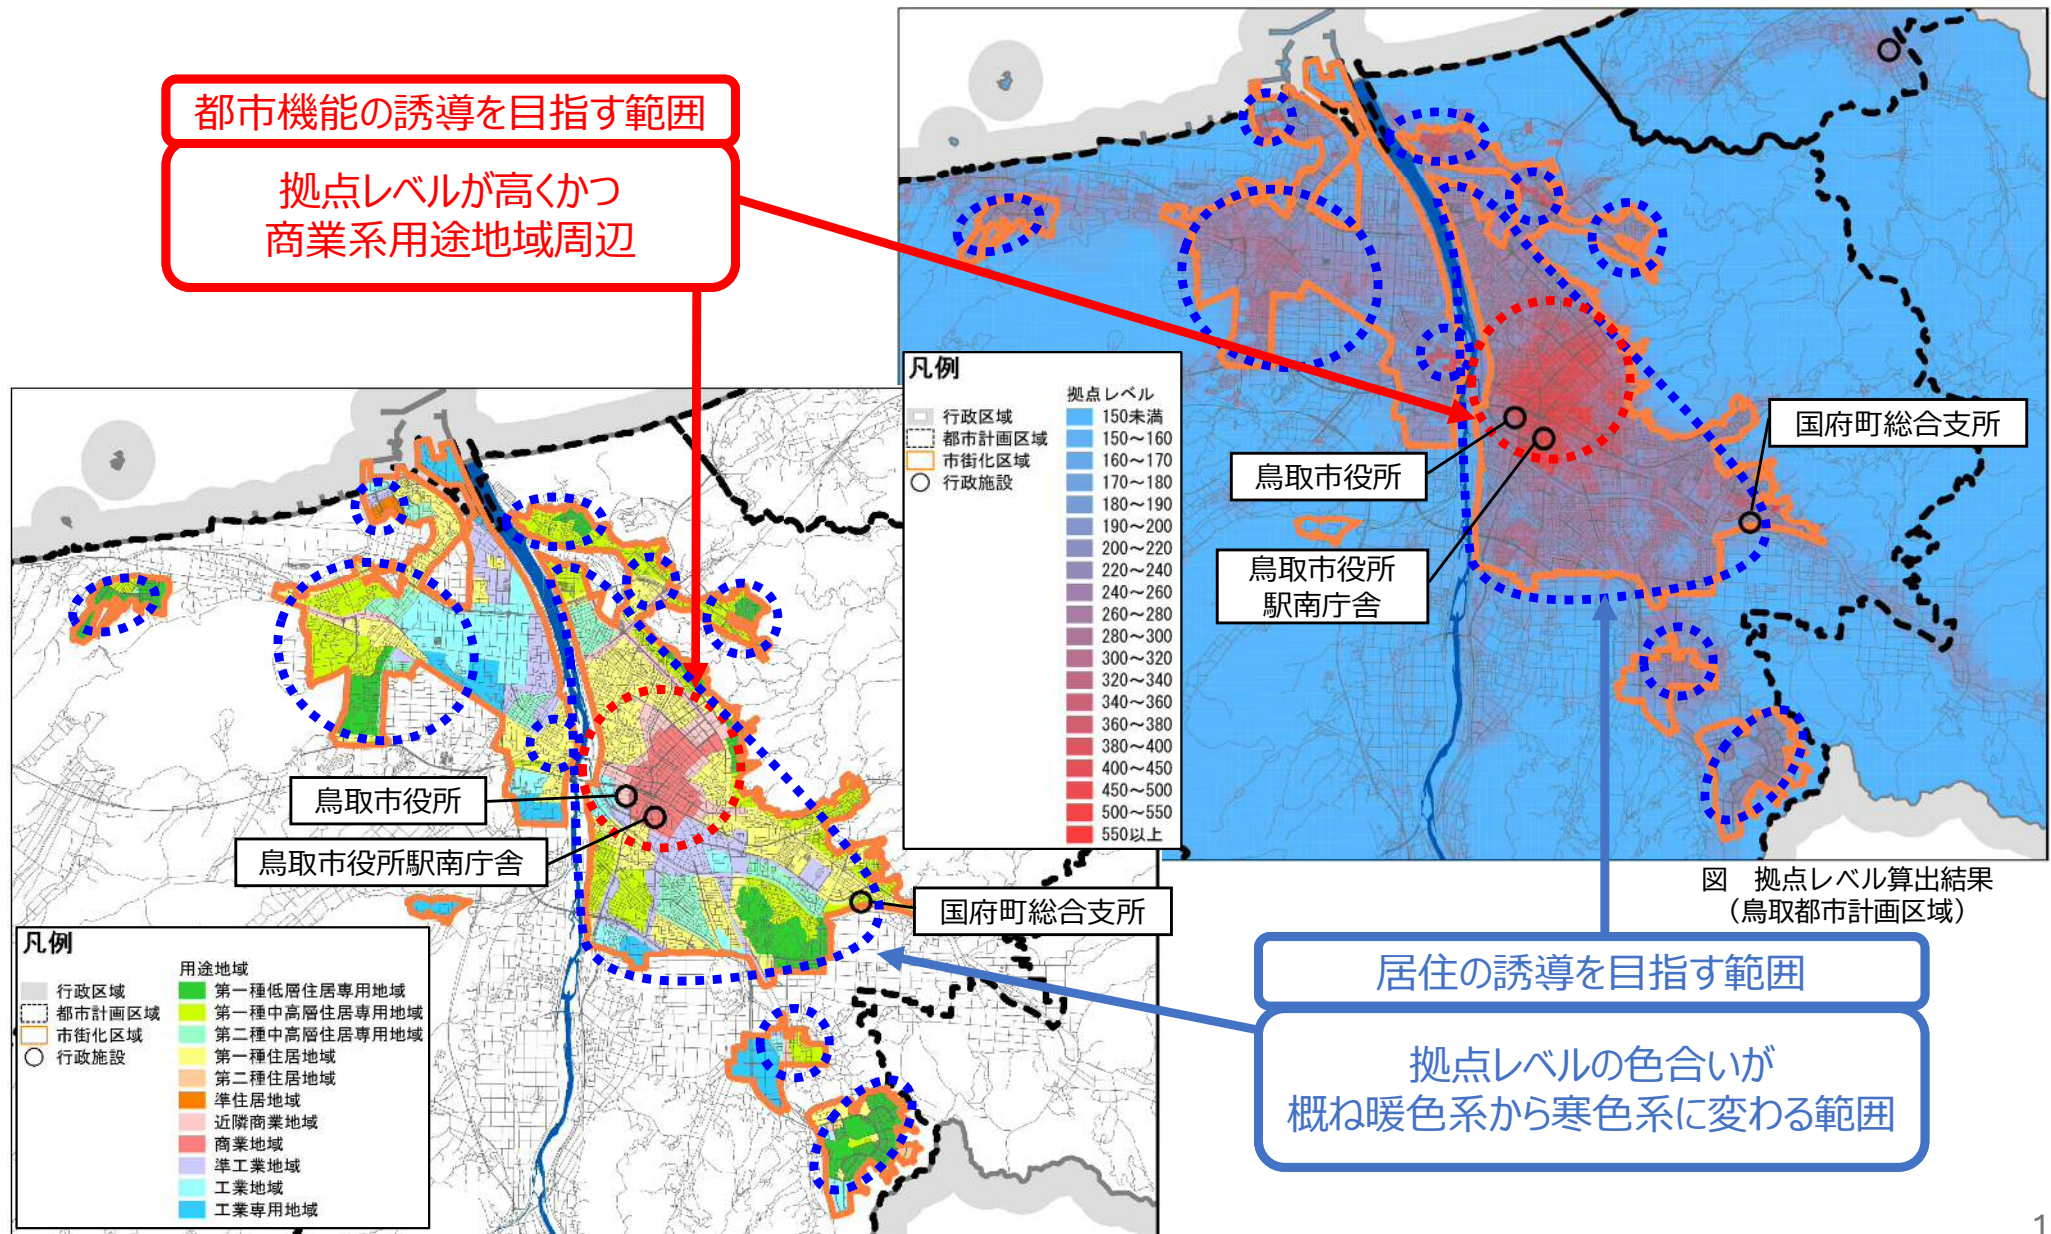 都市機能の誘導を目指す範囲
拠点レベルが高くかつ
商業系用途地域周辺
凡例
行政区域
都市計画区域
市街化区域
行政施設
拠点レベル
150未満
150～160
160～170
170～180
180～190
190～200
200～220
220～240
240～260
260～280
280～300
300～320
320～340
340～360
360～380
380～400
400～450
450～500
500～550
550以上
鳥取市役所
鳥取市役所
駅南庁舎
国府町総合支所
図 拠点レベル算出結果
（鳥取都市計画区域）
鳥取市役所
鳥取市役所駅南庁舎
国府町総合支所
凡例
行政区域
都市計画区域
市街化区域
行政施設
用途地域
第一種低層住居専用地域
第一種中高層住居専用地域
第二種中高層住居専用地域
第一種住居地域
第二種住居地域
準住居地域
近隣商業地域
商業地域
準工業地域
工業地域
工業専用地域
居住の誘導を目指す範囲
拠点レベルの色合いが
概ね暖色系から寒色系に変わる範囲
1